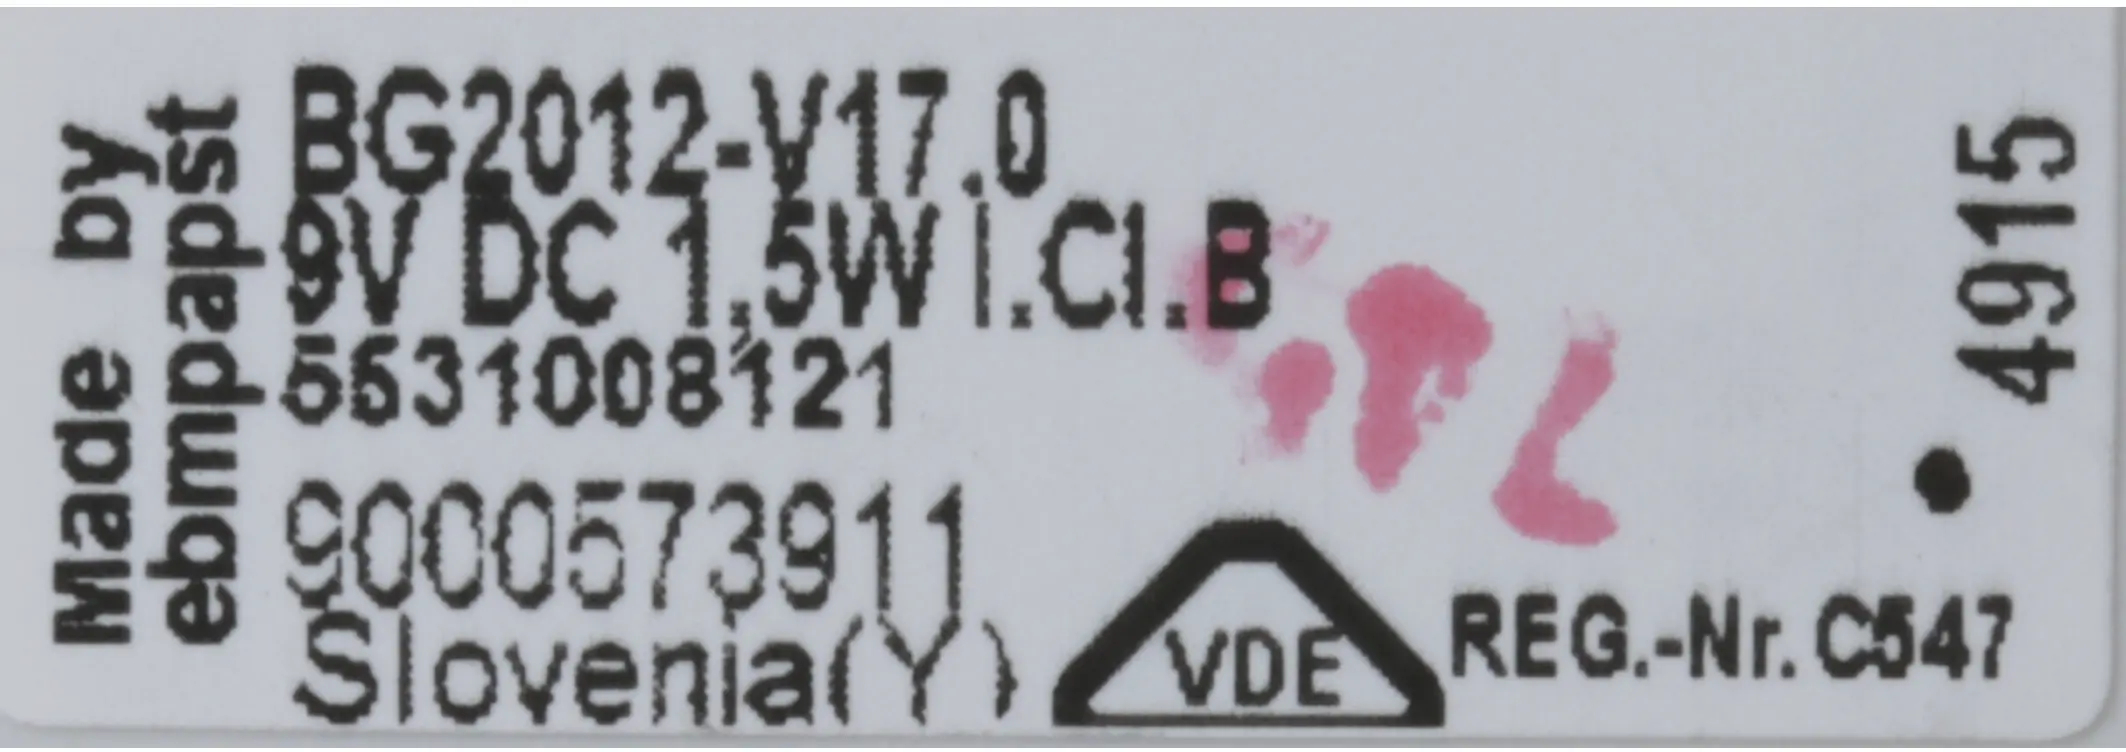 Made by
ebmpapst
BG2012-V17.0
9V DC 1,5W I.Cl.B
5531008121
9000573911
Slovenia(Y)
VDE
REG.-Nr. C547
4915